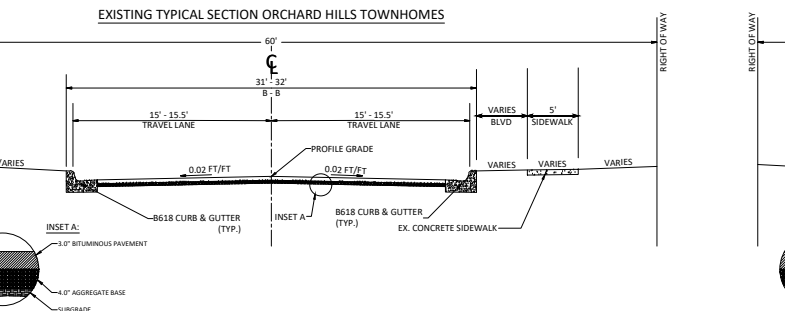 EXISTING TYPICAL SECTION ORCHARD HILLS TOWNHOMES
60'
℄
31' - 32'
B - B
15' - 15.5'
TRAVEL LANE
15' - 15.5'
TRAVEL LANE
VARIES
BLVD
5'
SIDEWALK
RIGHT OF WAY
RIGHT OF WAY
PROFILE GRADE
VARIES
0.02 FT/FT
0.02 FT/FT
VARIES
VARIES
VARIES
B618 CURB & GUTTER
(TYP.)
INSET A
B618 CURB & GUTTER
(TYP.)
EX. CONCRETE SIDEWALK
INSET A:
3.0" BITUMINOUS PAVEMENT
4.0" AGGREGATE BASE
SUBGRADE